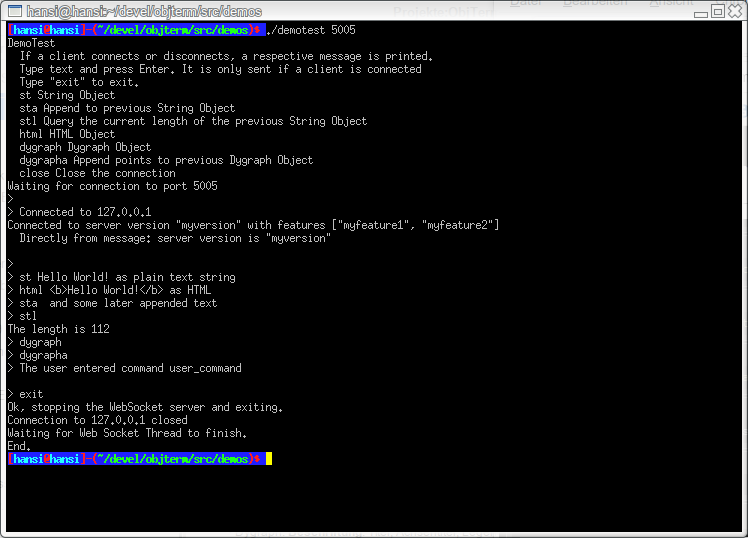 hansi@hansi:~/devel/objterm/src/demos
[hansi@hansi]-(~/devel/objterm/src/demos)$ ./demotest 5005
DemoTest
  If a client connects or disconnects, a respective message is printed.
  Type text and press Enter. It is only sent if a client is connected
  Type "exit" to exit.
  st String Object
  sta Append to previous String Object
  stl Query the current length of the previous String Object
  html HTML Object
  dygraph Dygraph Object
  dygrapha Append points to previous Dygraph Object
  close Close the connection
Waiting for connection to port 5005
>
> Connected to 127.0.0.1
Connected to server version "myversion" with features ["myfeature1", "myfeature2"]
  Directly from message: server version is "myversion"
>
> st Hello World! as plain text string
> html <b>Hello World!</b> as HTML
> sta  and some later appended text
> stl
The length is 112
> dygraph
> dygrapha
> The user entered command user_command
> exit
Ok, stopping the WebSocket server and exiting.
Connection to 127.0.0.1 closed
Waiting for Web Socket Thread to finish.
End.
[hansi@hansi]-(~/devel/objterm/src/demos)$